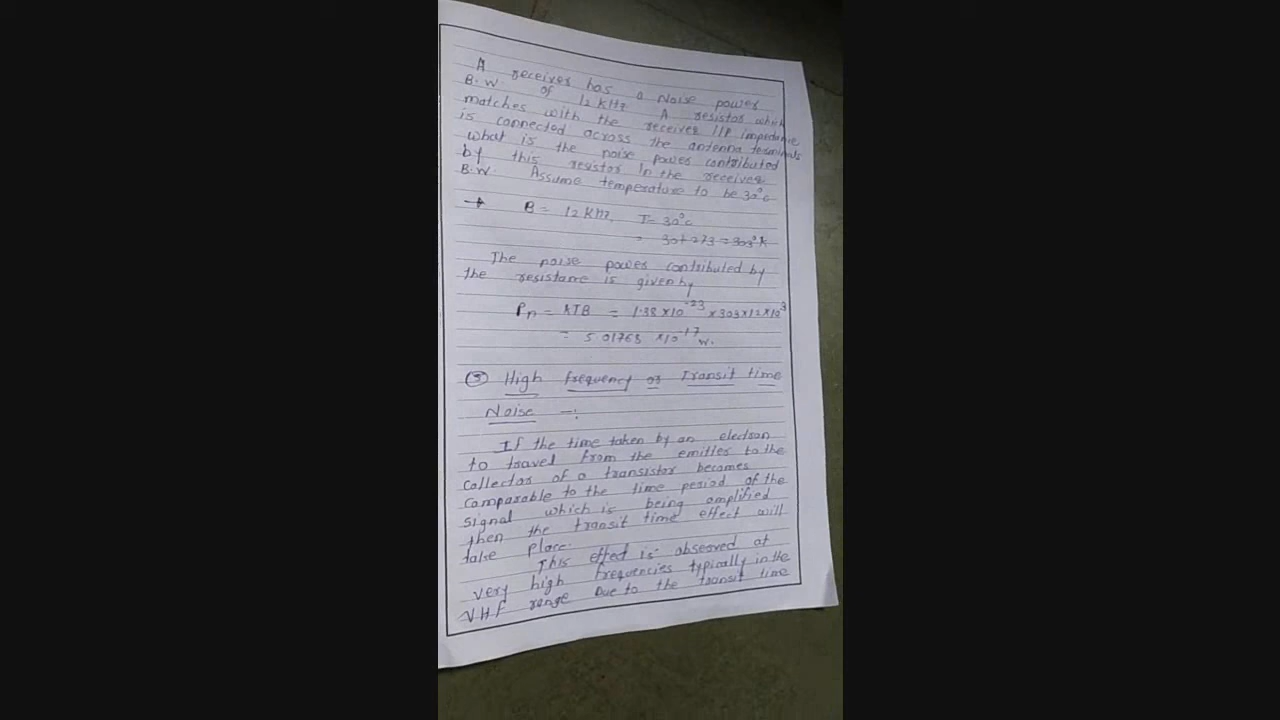 A receiver has a Noise power
B.W. of 12 KHz A resistor which
matches with the receiver I/P impedance
is connected across the antenna terminals
what is the noise power contributed
by this resistor in the receiver
B.W. Assume temperature to be 30°c
→ B = 12 KHz, T = 30°c
= 30+273 = 303°K
The noise power contributed by
the resistance is given by
Pn = KTB = 1.38 × 10⁻²³ × 303 × 12 × 10³
= 5.01768 × 10⁻¹⁷ w.
③ High frequency or Transit time
Noise -:
If the time taken by an electron
to travel from the emitter to the
collector of a transistor becomes
comparable to the time period of the
signal which is being amplified
then the transit time effect will
take place.
This effect is observed at
very high frequencies typically in the
VHF range Due to the transit time